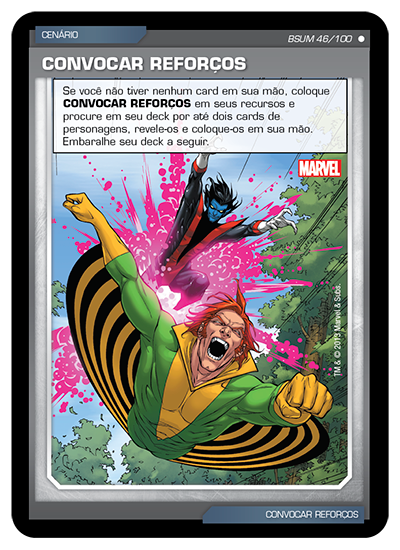 CENÁRIO
BSUM 46/100
CONVOCAR REFORÇOS
Se você não tiver nenhum card em sua mão, coloque
CONVOCAR REFORÇOS em seus recursos e
procure em seu deck por até dois cards de
personagens, revele-os e coloque-os em sua mão.
Embaralhe seu deck a seguir.
MARVEL
TM & © 2013 Marvel & Subs.
CONVOCAR REFORÇOS